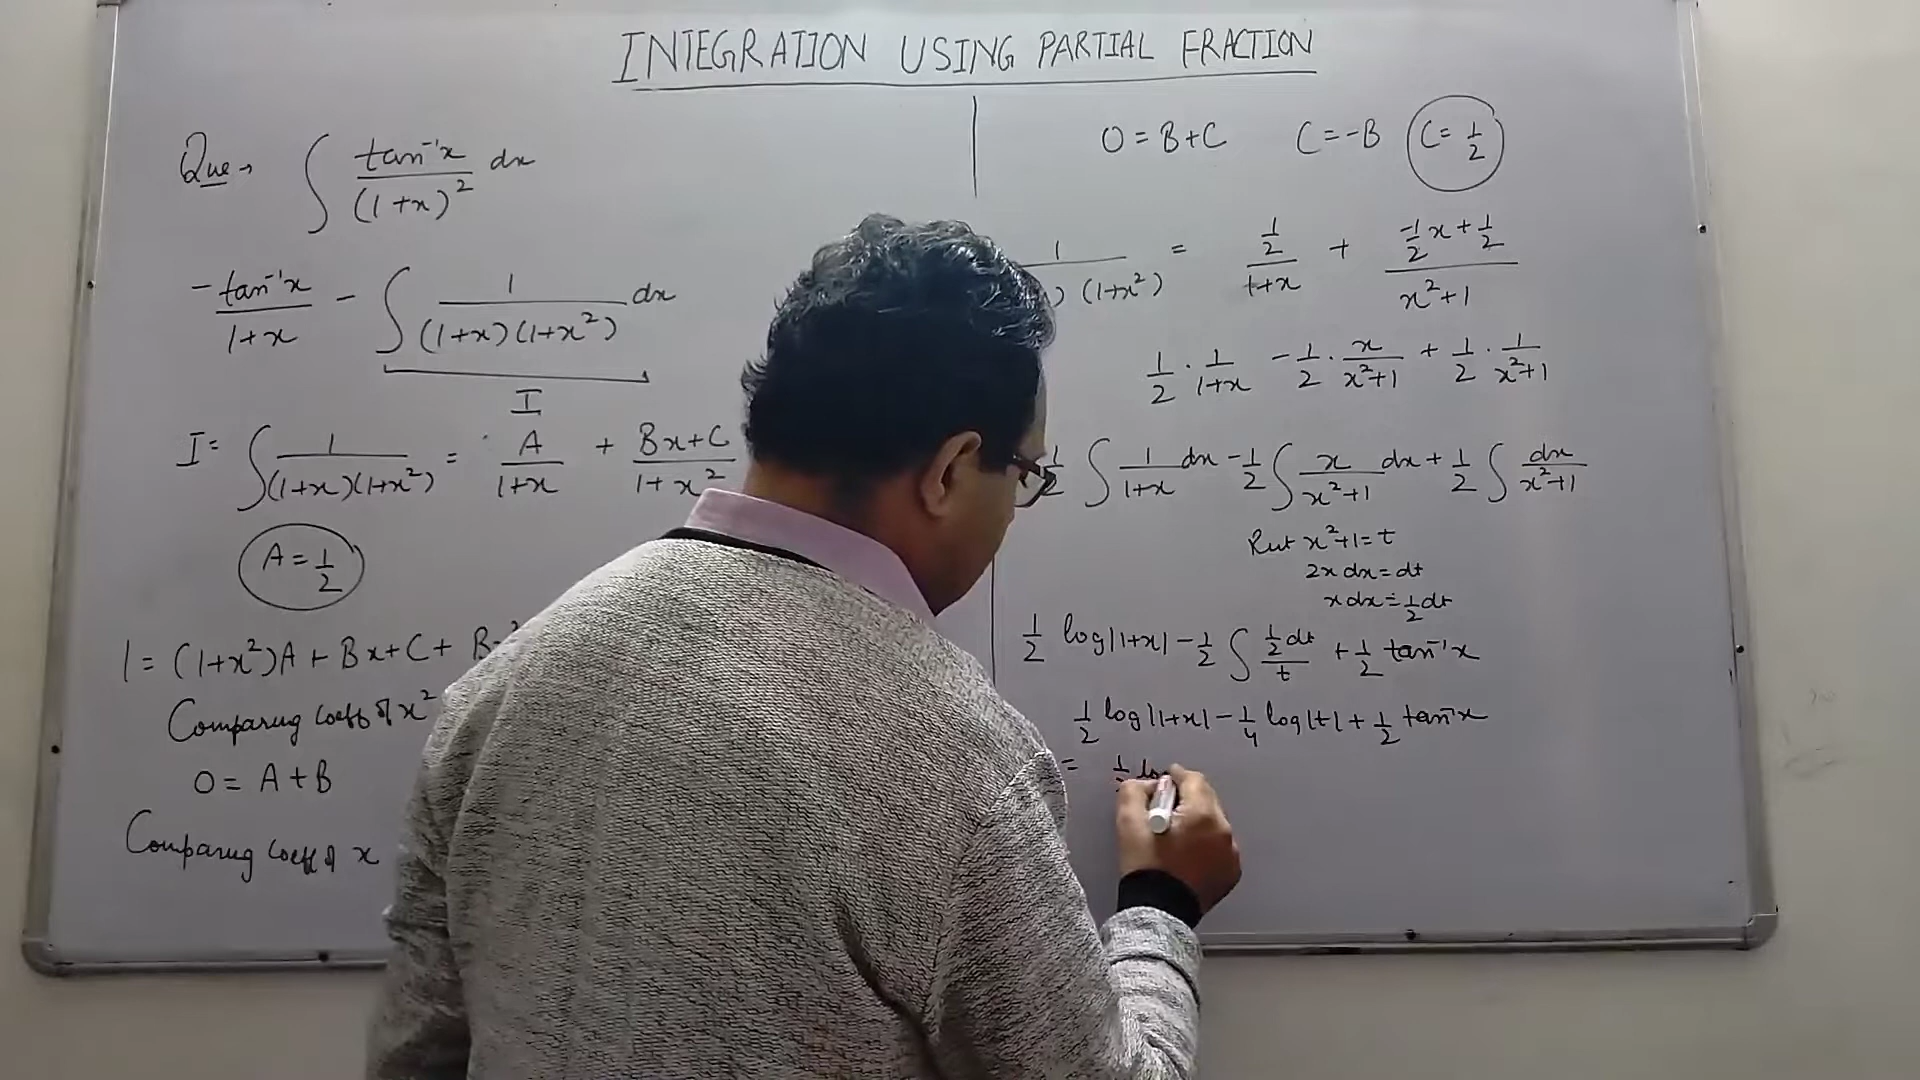 INTEGRATION USING PARTIAL FRACTION
Que → ∫ tan⁻¹x / (1+x)² dx
-tan⁻¹x / 1+x - ∫ 1 / (1+x)(1+x²) dx
I
I = ∫ 1 / (1+x)(1+x²) = A / 1+x + Bx+C / 1+x²
A = 1/2
1 = (1+x²)A + Bx+C +
Comparing Coeff of x²
0 = A+B
Comparing Coeff of x
0 = B+C C = -B C = 1/2
1 / ) (1+x²) = 1/2 / 1+x + -1/2 x + 1/2 / x²+1
1/2 · 1/1+x - 1/2 · x/x²+1 + 1/2 · 1/x²+1
1/2 ∫ 1/1+x dx - 1/2 ∫ x/x²+1 dx + 1/2 ∫ dx/x²+1
Put x²+1 = t
2x dx = dt
x dx = 1/2 dt
1/2 log|1+x| - 1/2 ∫ 1/2 dt / t + 1/2 tan⁻¹x
1/2 log|1+x| - 1/4 log|t| + 1/2 tan⁻¹x
=